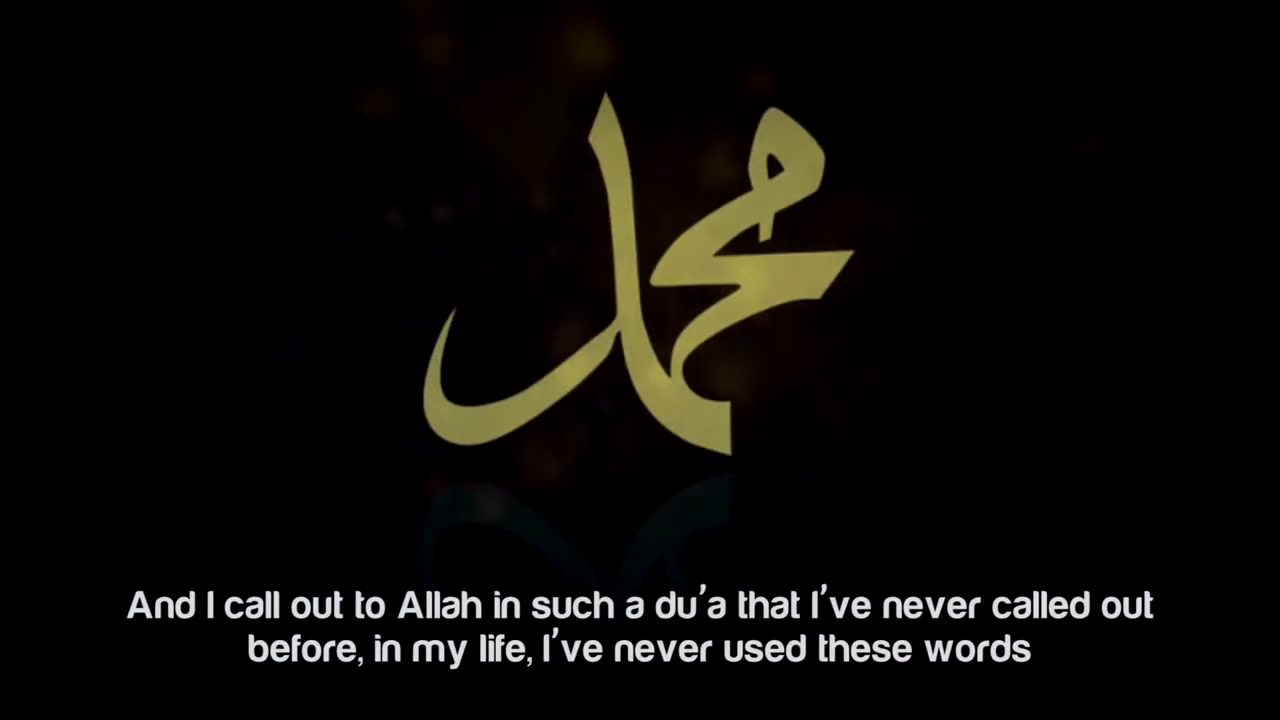 محمد
And I call out to Allah in such a du'a that I've never called out
before, in my life, I've never used these words